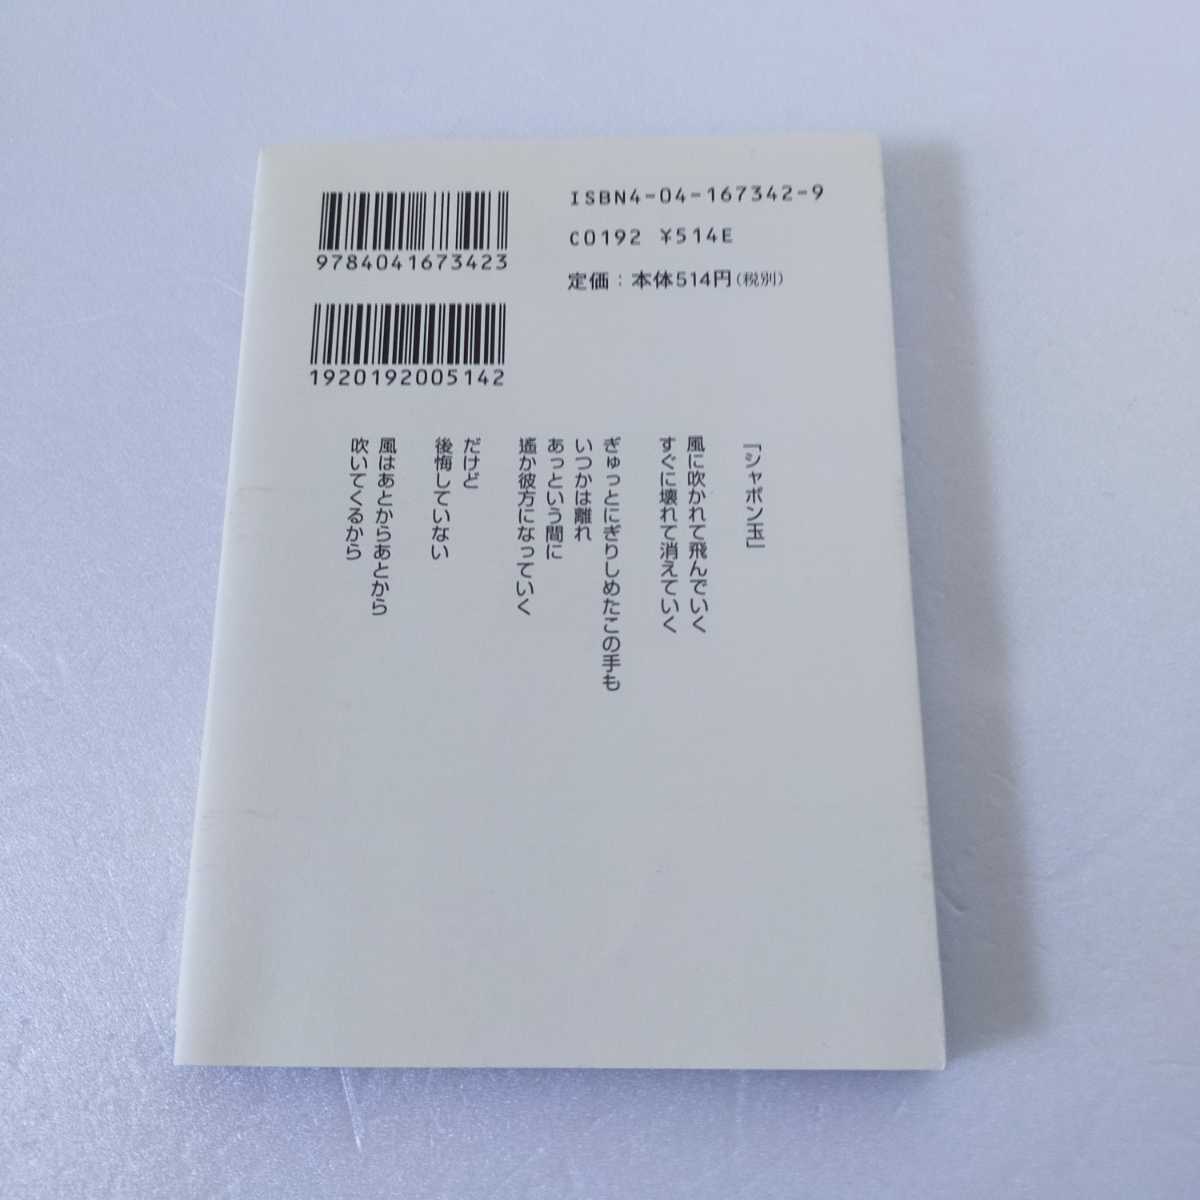 9784041673423
1920192005142
ISBN4-04-167342-9
C0192 ¥514E
定価：本体514円(税別)
「シャボン玉」
風に吹かれて飛んでいく
すぐに壊れて消えていく
ぎゅっとにぎりしめたこの手も
いつかは離れ
あっという間に
遙か彼方になっていく
だけど
後悔していない
風はあとからあとから
吹いてくるから